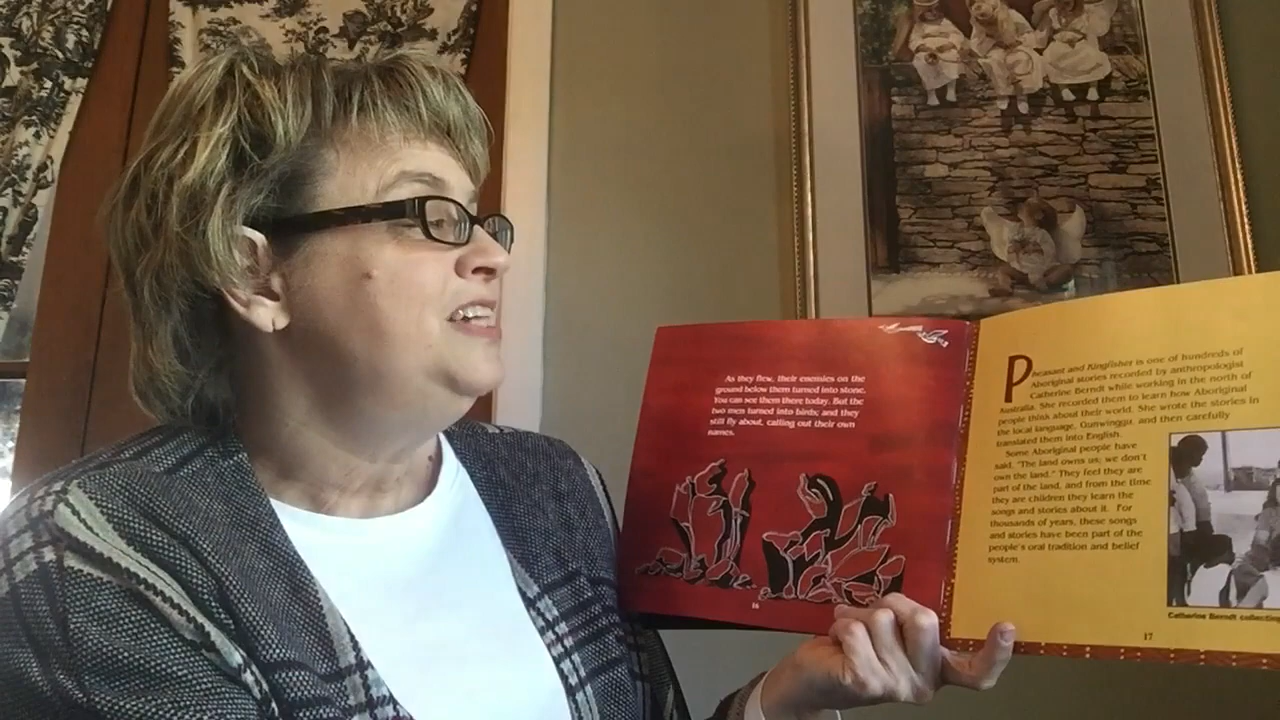 As they flew, their enemies on the
ground below them turned into stone.
You can see them there today. But the
two men turned into birds; and they
still fly about, calling out their own
names.
16
Pheasant and Kingfisher is one of hundreds of
Aboriginal stories recorded by anthropologist
Catherine Berndt while working in the north of
Australia. She recorded them to learn how Aboriginal
people think about their world. She wrote the stories in
the local language, Gunwinggu, and then carefully
translated them into English.
Some Aboriginal people have
said, "The land owns us; we don't
own the land." They feel they are
part of the land, and from the time
they are children they learn the
songs and stories about it. For
thousands of years, these songs
and stories have been part of the
people's oral tradition and belief
system.
Catherine Berndt collecting
17